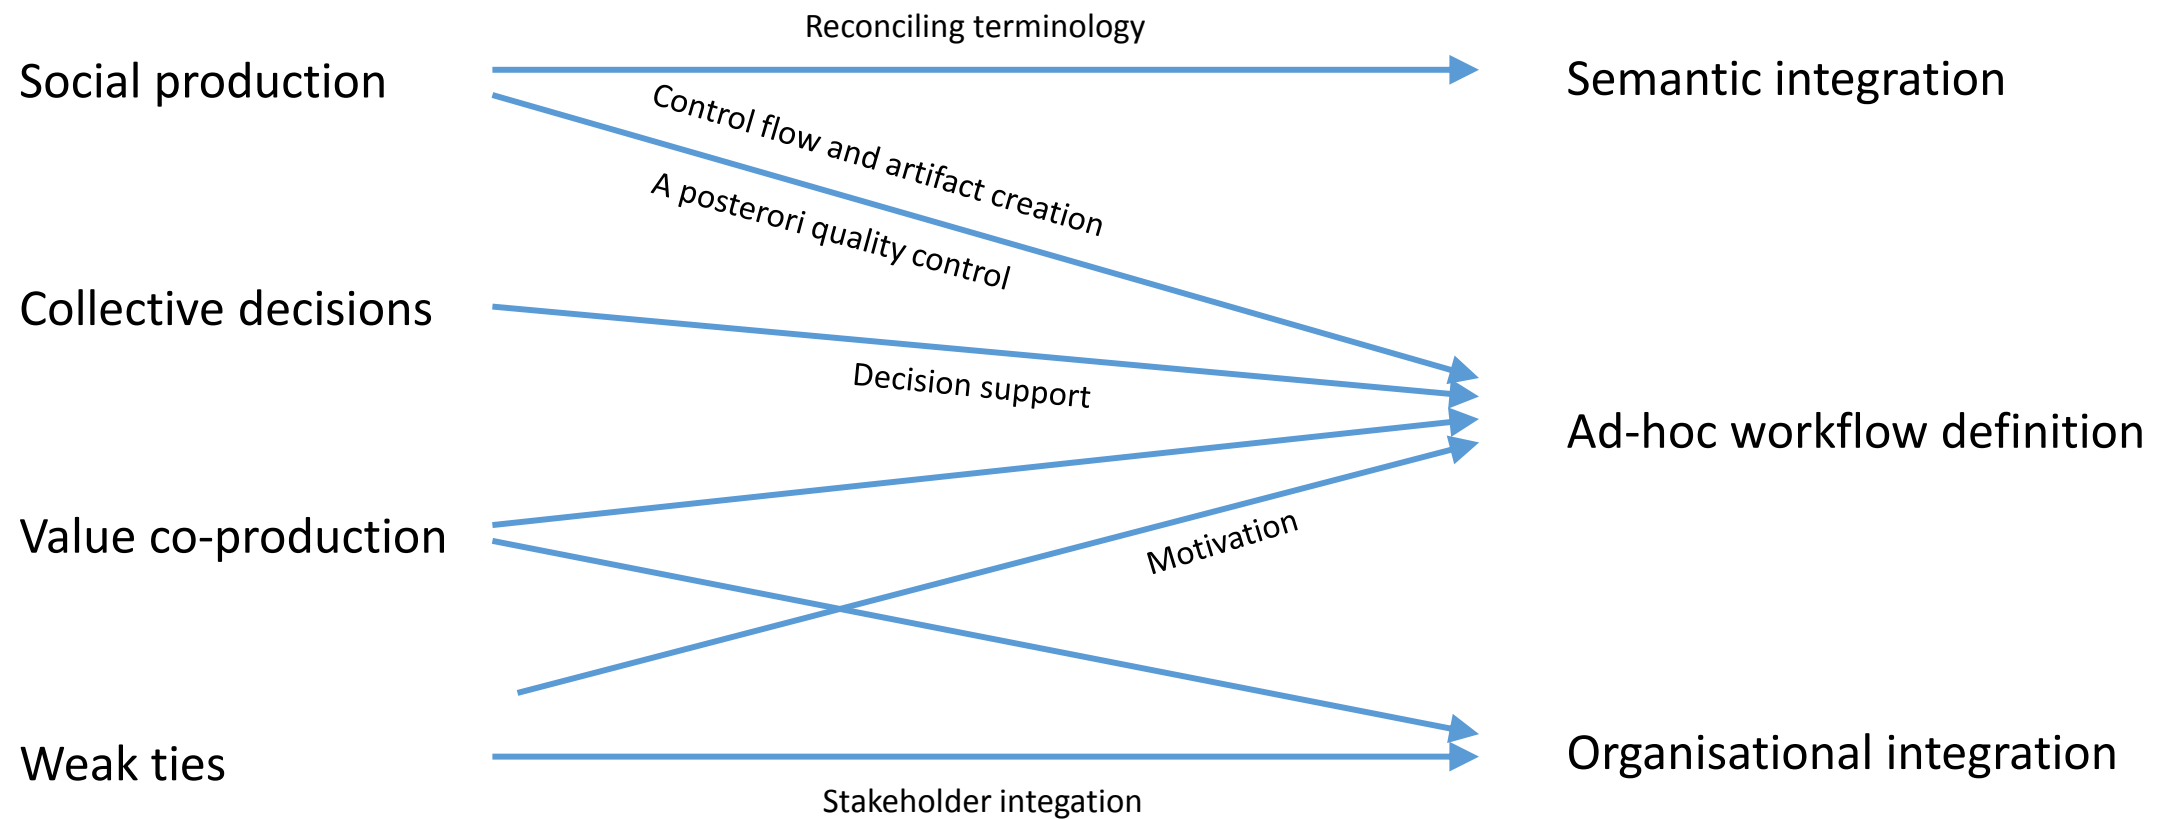 Reconciling terminology
Social production
Semantic integration
Control flow and artifact creation
A posterori quality control
Collective decisions
Decision support
Ad-hoc workflow definition
Value co-production
Motivation
Weak ties
Organisational integration
Stakeholder integation